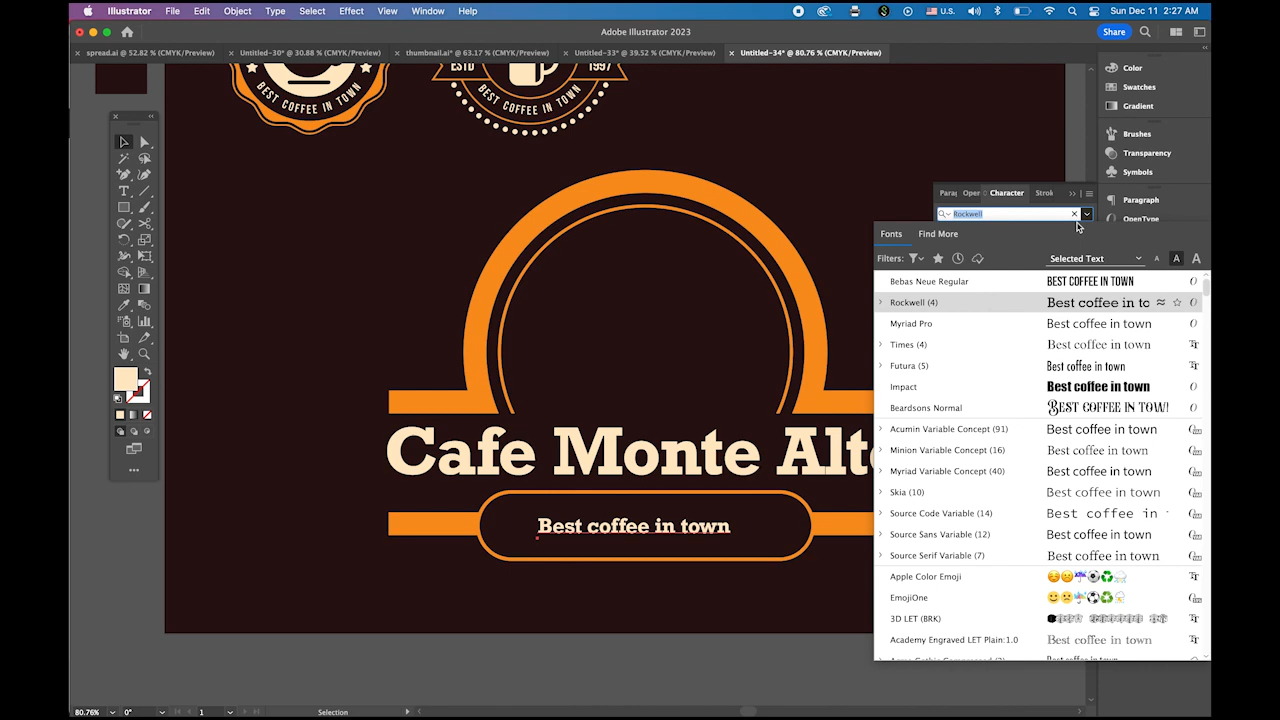 Illustrator File Edit Object Type Select Effect View Window Help U.S. Sun Dec 11 2:27 AM
Adobe Illustrator 2023 Share
spread.ai @ 52.82 % (CMYK/Preview) Untitled-30* @ 30.88 % (CMYK/Preview) thumbnail.ai* @ 63.17 % (CMYK/Preview) Untitled-33* @ 39.52 % (CMYK/Preview) Untitled-34* @ 80.76 % (CMYK/Preview)
Color
Swatches
Gradient
Brushes
Transparency
Symbols
Paragraph
OpenType
ESTD 1997
BEST COFFEE IN TOWN
BEST COFFEE IN TOWN
Cafe Monte Alto
Best coffee in town
Para Oper Character Strok
Rockwell
Fonts Find More
Filters: Selected Text A A A
Bebas Neue Regular BEST COFFEE IN TOWN
Rockwell (4) Best coffee in to
Myriad Pro Best coffee in town
Times (4) Best coffee in town
Futura (5) Best coffee in town
Impact Best coffee in town
Beardsons Normal BEST COFFEE IN TOW
Acumin Variable Concept (91) Best coffee in town
Minion Variable Concept (16) Best coffee in town
Myriad Variable Concept (40) Best coffee in town
Skia (10) Best coffee in town
Source Code Variable (14) Best coffee in
Source Sans Variable (12) Best coffee in town
Source Serif Variable (7) Best coffee in town
Apple Color Emoji
EmojiOne
3D LET (BRK)
Academy Engraved LET Plain:1.0 Best coffee in town
80.76% 0° 1 Selection